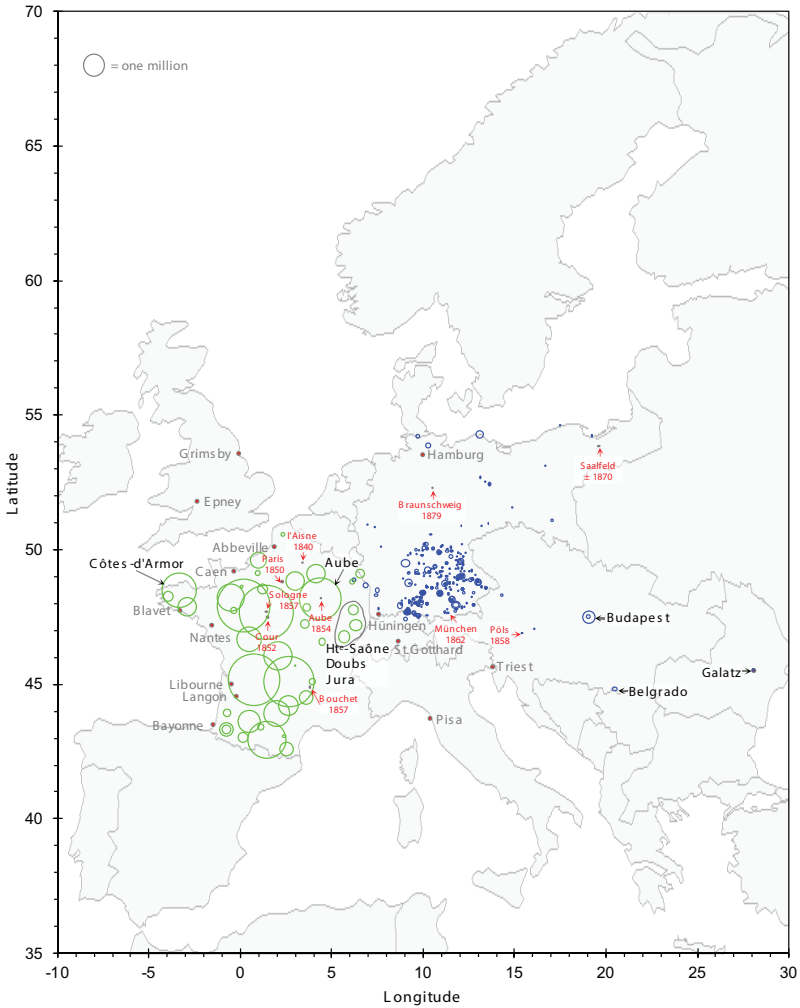 70
= one million
65
60
55
Grimsby
Hamburg
Saalfeld
± 1870
Epney
Braunschweig
1879
Latitude
50
Abbeville
l'Aisne
1840
Paris
1850
Aube
Côtes-d'Armor
Caen
Sologne
1857
Blavet
Nantes
Cour
1852
Aube
1854
Hüningen
München
1862
Pöls
1858
Budapest
Hte-Saône
Doubs
Jura
St.Gotthard
Triest
Galatz
45
Libourne
Langon
Bouchet
1857
Belgrado
Bayonne
Pisa
40
35
-10 -5 0 5 10 15 20 25 30
Longitude